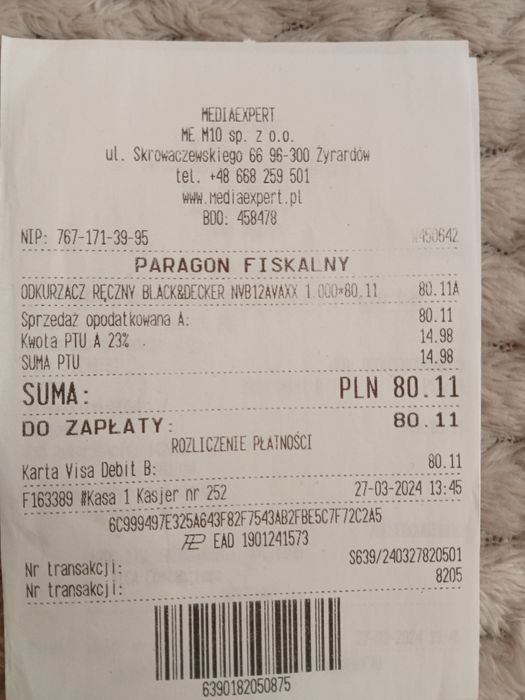 MEDIAEXPERT
ME M10 sp. z o.o.
ul. Skrowaczewskiego 66 96-300 Żyrardów
tel. +48 668 259 501
www.mediaexpert.pl
BDO: 458478
NIP: 767-171-39-95 W450642
PARAGON FISKALNY
ODKURZACZ RĘCZNY BLACK&DECKER NVB12AVAXX 1.000*80.11 80.11A
Sprzedaż opodatkowana A: 80.11
Kwota PTU A 23% 14.98
SUMA PTU 14.98
SUMA: PLN 80.11
DO ZAPŁATY: 80.11
ROZLICZENIE PŁATNOŚCI
Karta Visa Debit B: 80.11
F163389 #Kasa 1 Kasjer nr 252 27-03-2024 13:45
6C999497E325A643F82F7543AB2FBE5C7F72C2A5
EAD 1901241573
Nr transakcji: S639/240327820501
Nr transakcji: 8205
6390182050875